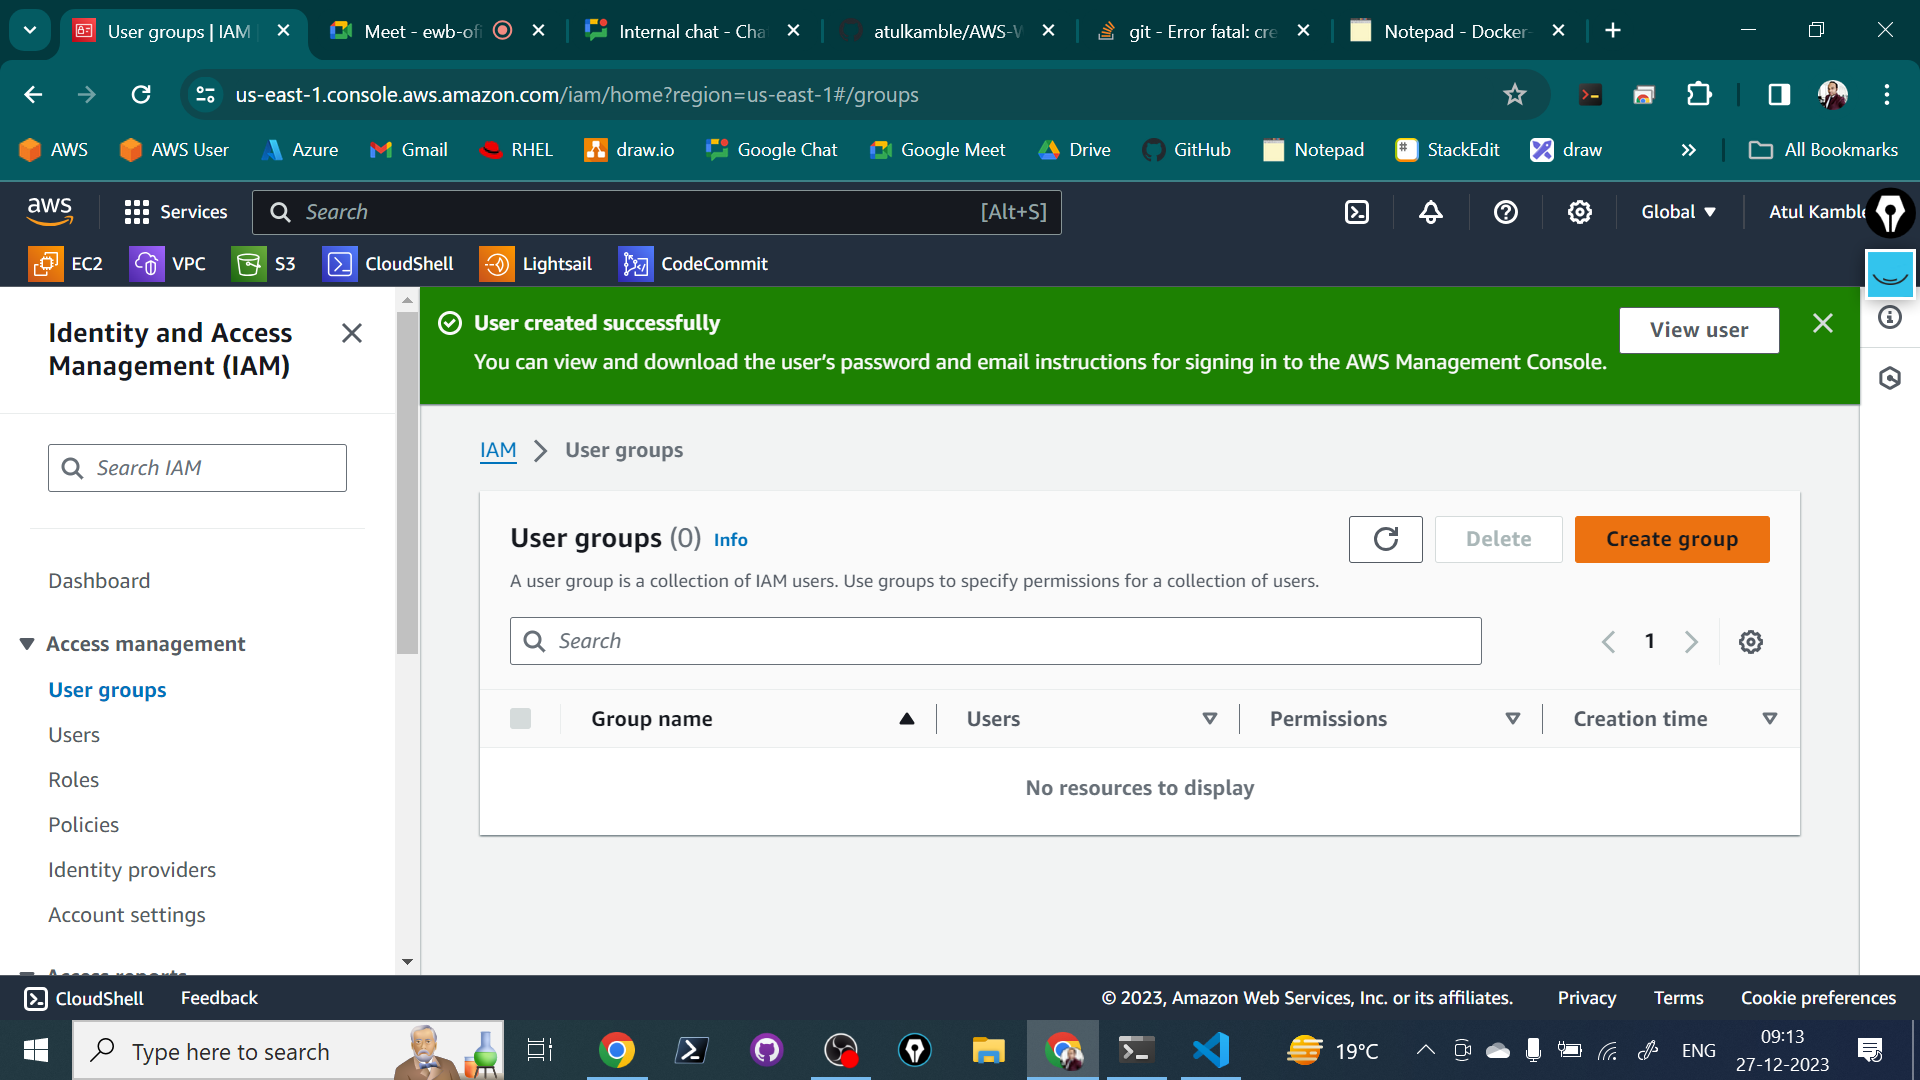 User groups | IAM
Meet - ewb-ofi
Internal chat - Cha
atulkamble/AWS-W
git - Error fatal: cre
Notepad - Docker-
us-east-1.console.aws.amazon.com/iam/home?region=us-east-1#/groups
AWS
AWS User
Azure
Gmail
RHEL
draw.io
Google Chat
Google Meet
Drive
GitHub
Notepad
StackEdit
draw
All Bookmarks
aws
Services
Search
[Alt+S]
Global
Atul Kamble
EC2
VPC
S3
CloudShell
Lightsail
CodeCommit
Identity and Access
Management (IAM)
Search IAM
Dashboard
Access management
User groups
Users
Roles
Policies
Identity providers
Account settings
Access reports
User created successfully
You can view and download the user’s password and email instructions for signing in to the AWS Management Console.
View user
IAM
User groups
User groups (0) Info
A user group is a collection of IAM users. Use groups to specify permissions for a collection of users.
Delete
Create group
Search
1
Group name
Users
Permissions
Creation time
No resources to display
CloudShell
Feedback
© 2023, Amazon Web Services, Inc. or its affiliates.
Privacy
Terms
Cookie preferences
Type here to search
19°C
ENG
09:13
27-12-2023